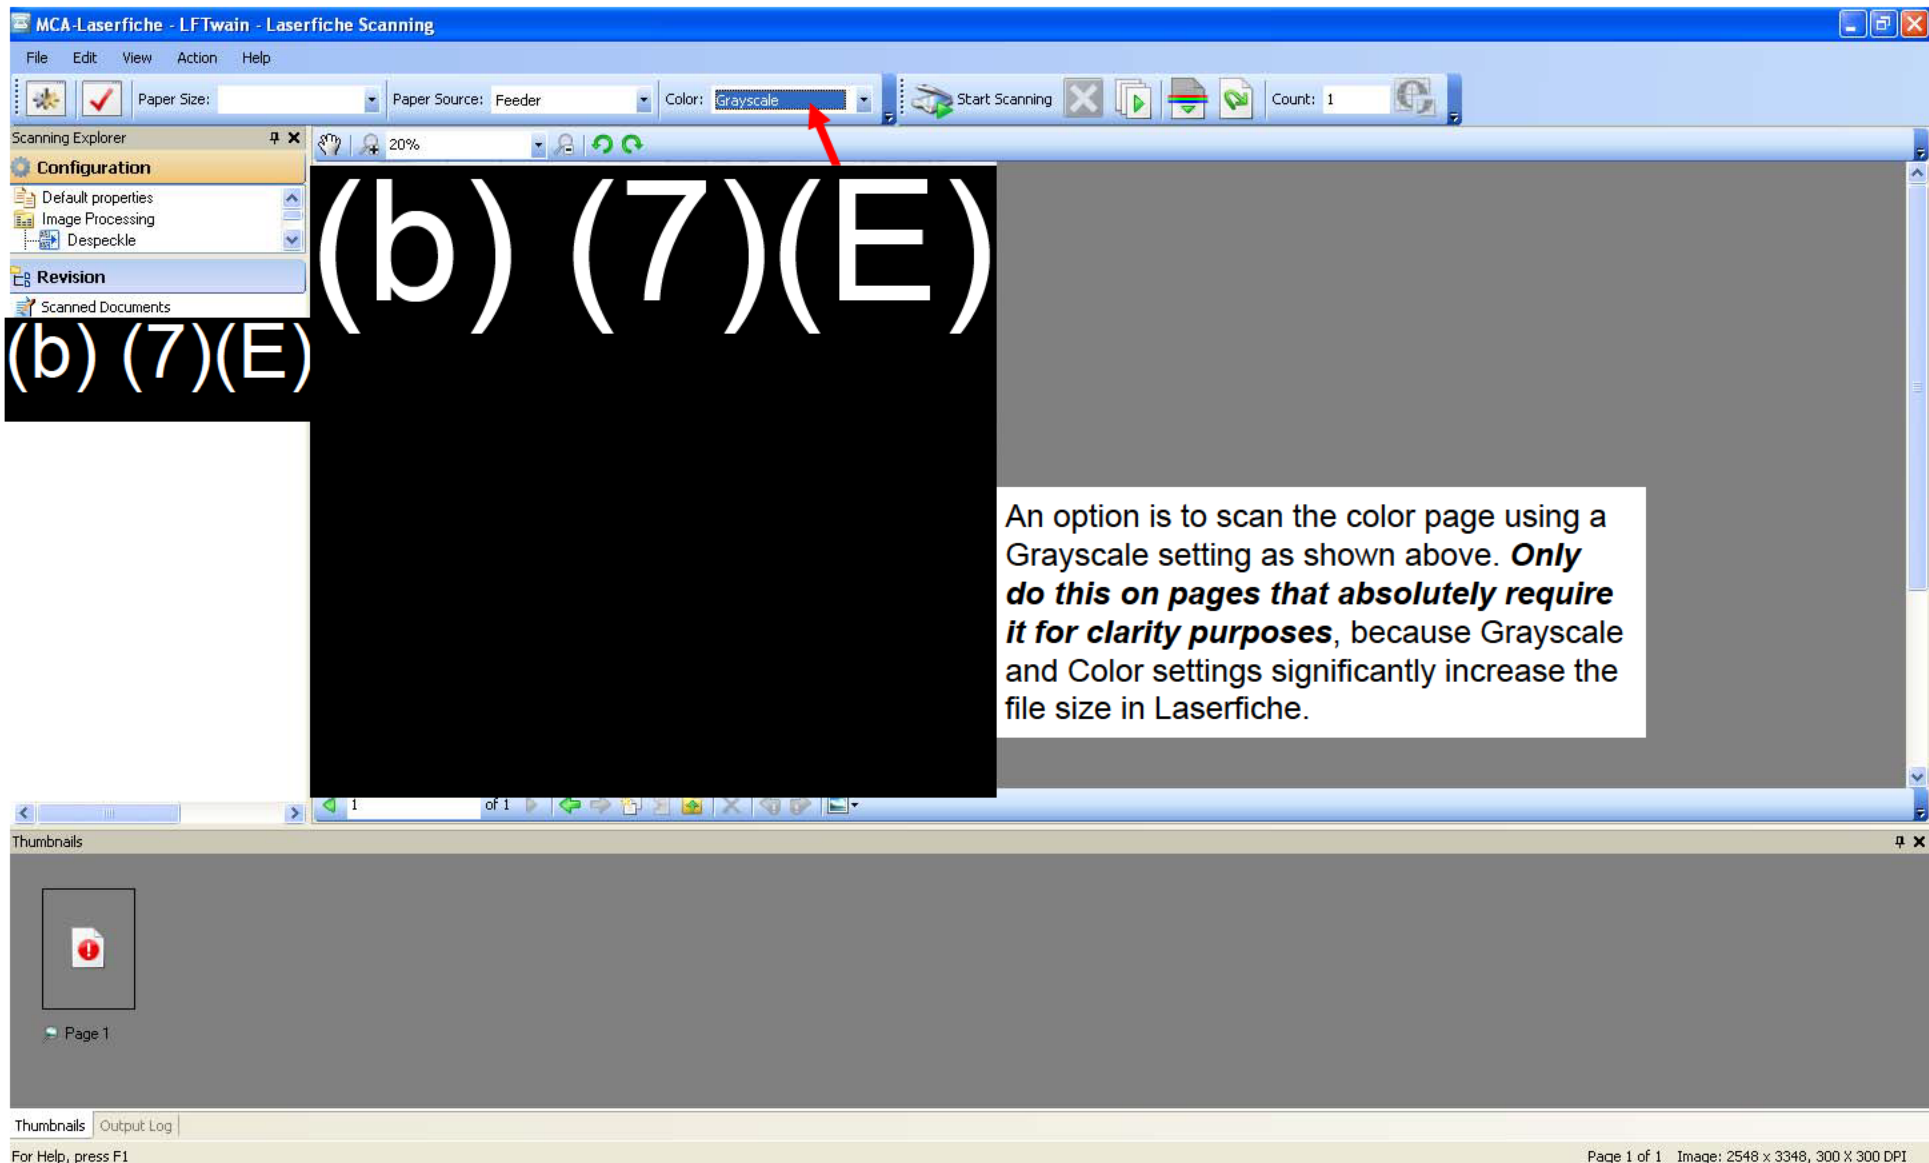 MCA-Laserfiche - LFTwain - Laserfiche Scanning
File Edit View Action Help
Paper Size: Paper Source: Feeder Color: Grayscale Start Scanning Count: 1
Scanning Explorer
20%
Configuration
Default properties
Image Processing
Despeckle
Revision
Scanned Documents
(b) (7)(E)
(b) (7)(E)
An option is to scan the color page using a
Grayscale setting as shown above. Only
do this on pages that absolutely require
it for clarity purposes, because Grayscale
and Color settings significantly increase the
file size in Laserfiche.
1 of 1
Thumbnails
Page 1
Thumbnails Output Log
For Help, press F1
Page 1 of 1 Image: 2548 x 3348, 300 X 300 DPI